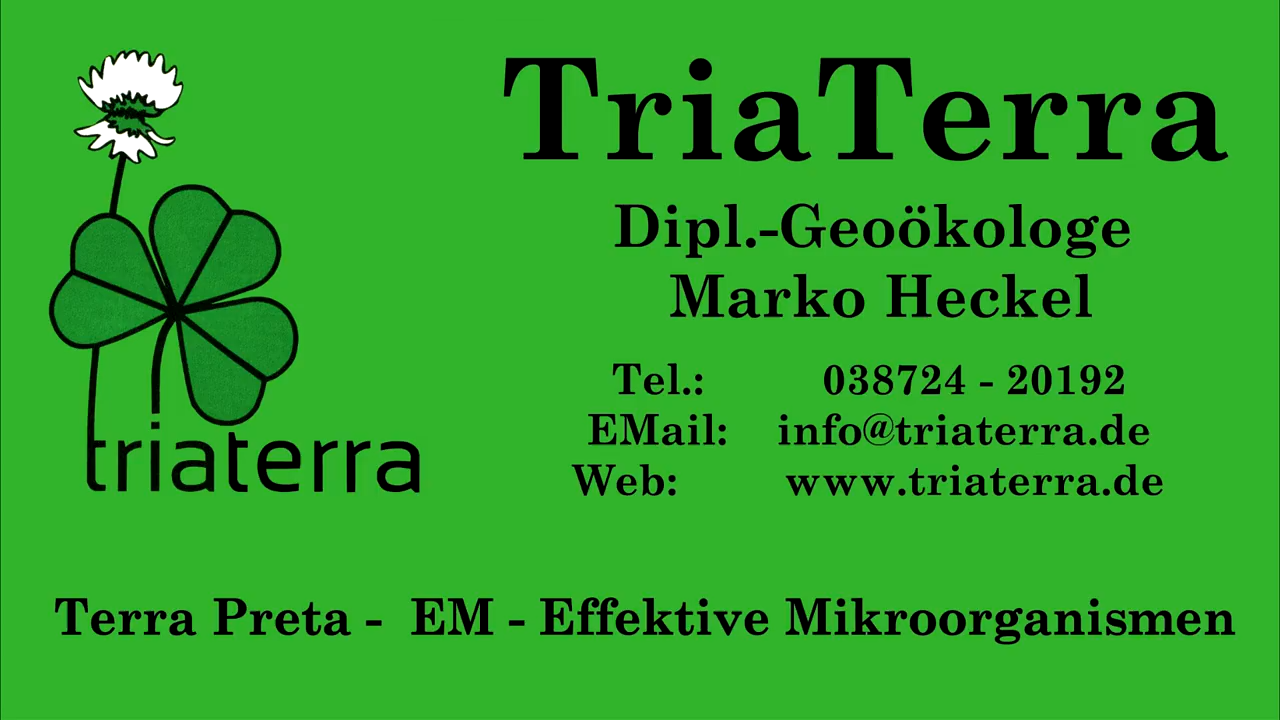 TriaTerra
Dipl.-Geoökologe
Marko Heckel
Tel.: 038724 - 20192
EMail: info@triaterra.de
Web: www.triaterra.de
triaterra
Terra Preta - EM - Effektive Mikroorganismen